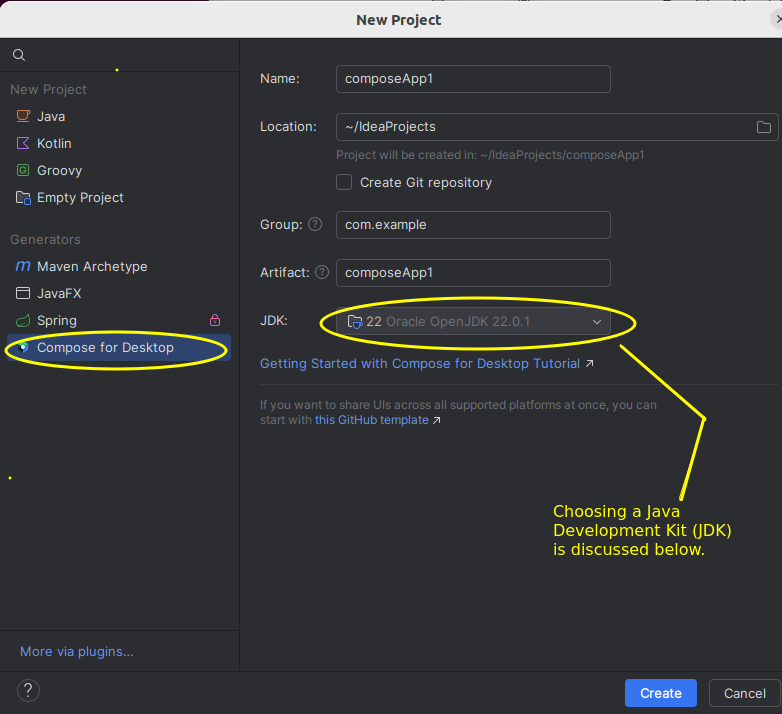 New Project
New Project
Java
Kotlin
Groovy
Empty Project
Generators
Maven Archetype
JavaFX
Spring
Compose for Desktop
More via plugins...
Name:
composeApp1
Location:
~/IdeaProjects
Project will be created in: ~/IdeaProjects/composeApp1
Create Git repository
Group: ?
com.example
Artifact: ?
composeApp1
JDK:
22 Oracle OpenJDK 22.0.1
Getting Started with Compose for Desktop Tutorial ↗
If you want to share UIs across all supported platforms at once, you can
start with this GitHub template ↗
Choosing a Java
Development Kit (JDK)
is discussed below.
?
Create
Cancel